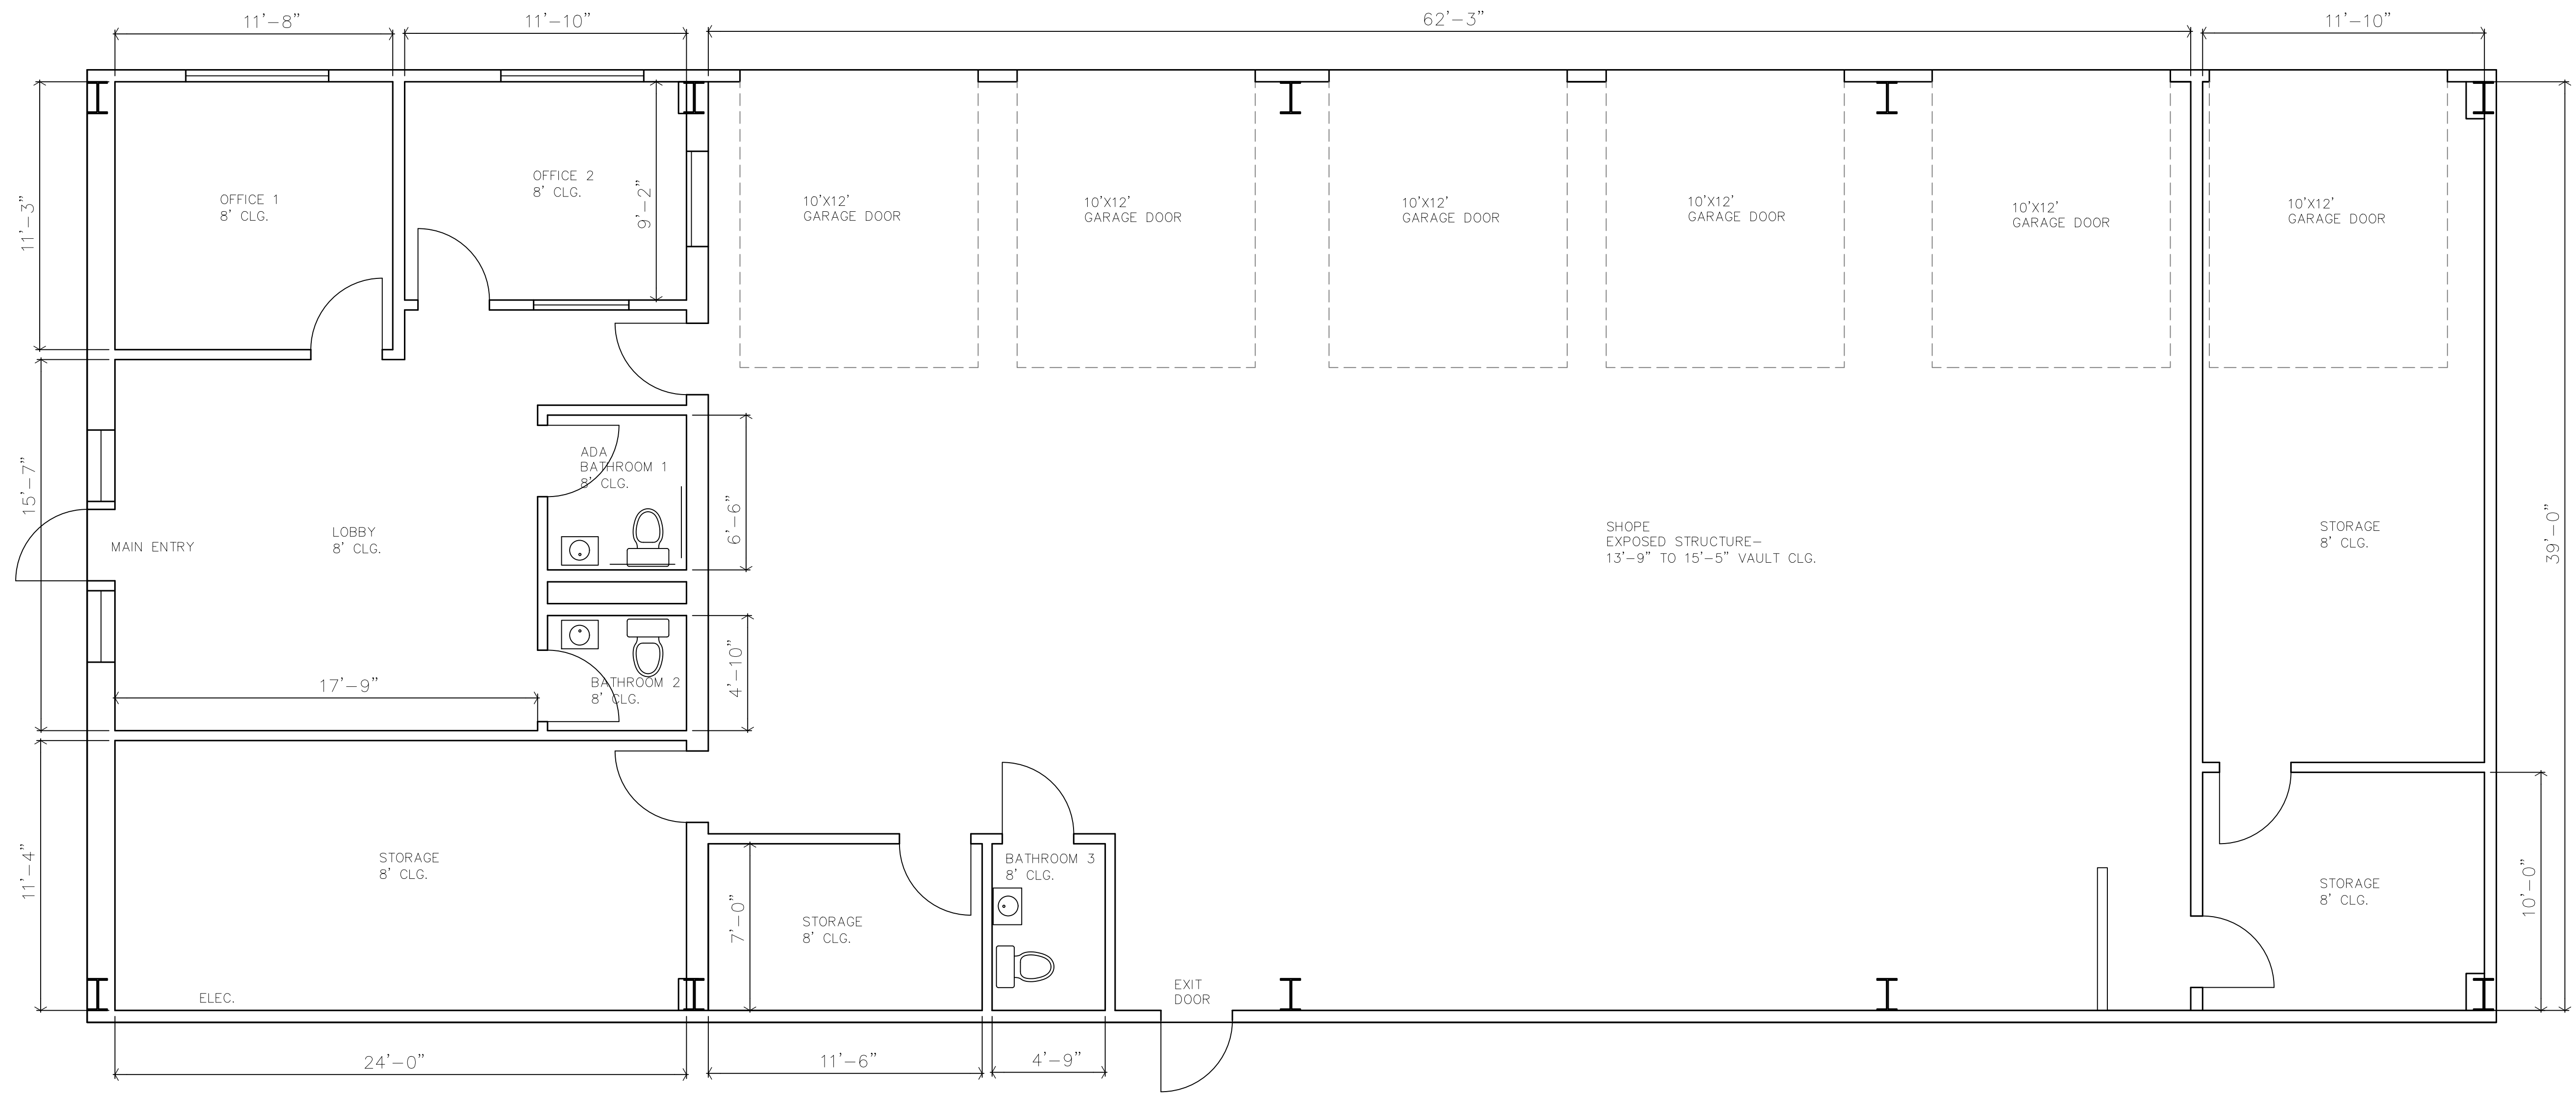 11'-8"
11'-10"
62'-3"
11'-10"
11'-3"
OFFICE 1
8' CLG.
OFFICE 2
8' CLG.
9'-2"
10'X12'
GARAGE DOOR
10'X12'
GARAGE DOOR
10'X12'
GARAGE DOOR
10'X12'
GARAGE DOOR
10'X12'
GARAGE DOOR
10'X12'
GARAGE DOOR
15'-7"
MAIN ENTRY
LOBBY
8' CLG.
ADA
BATHROOM 1
8' CLG.
6'-6"
SHOPE
EXPOSED STRUCTURE-
13'-9" TO 15'-5" VAULT CLG.
STORAGE
8' CLG.
39'-0"
17'-9"
BATHROOM 2
8' CLG.
4'-10"
11'-4"
STORAGE
8' CLG.
ELEC.
7'-0"
STORAGE
8' CLG.
BATHROOM 3
8' CLG.
EXIT
DOOR
STORAGE
8' CLG.
10'-0"
24'-0"
11'-6"
4'-9"